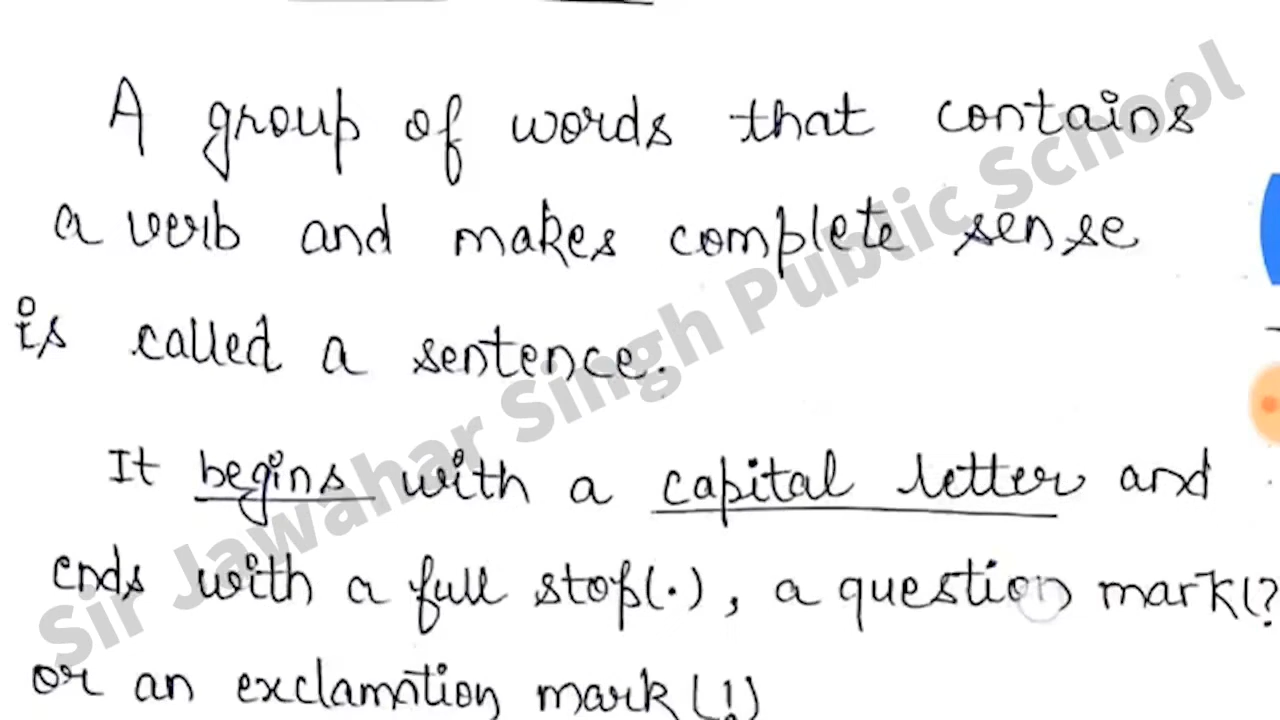 A group of words that contains
a verb and makes complete sense
is called a sentence.
It begins with a capital letter and
ends with a full stop(.), a question mark(?
or an exclamation mark(!)
Sir Jawahar Singh Public School